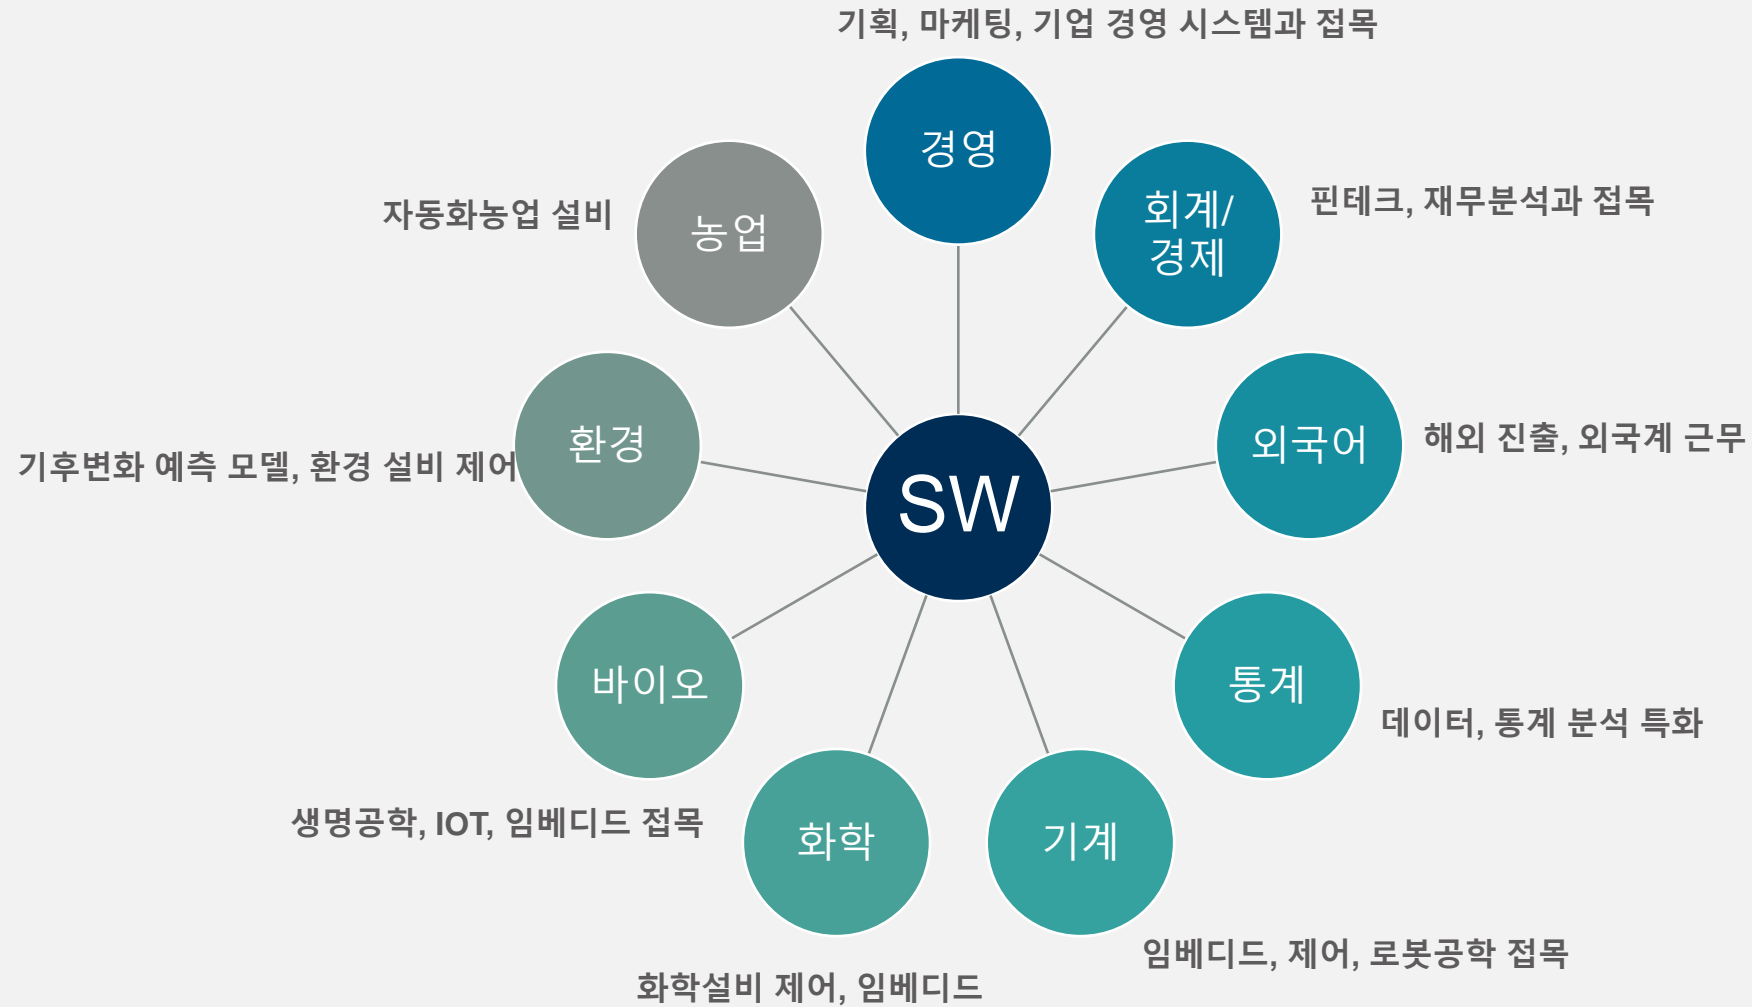 기획, 마케팅, 기업 경영 시스템과 접목
경영
회계/
경제
핀테크, 재무분석과 접목
외국어
해외 진출, 외국계 근무
통계
데이터, 통계 분석 특화
기계
임베디드, 제어, 로봇공학 접목
화학
화학설비 제어, 임베디드
바이오
생명공학, IOT, 임베디드 접목
환경
기후변화 예측 모델, 환경 설비 제어
농업
자동화농업 설비
SW